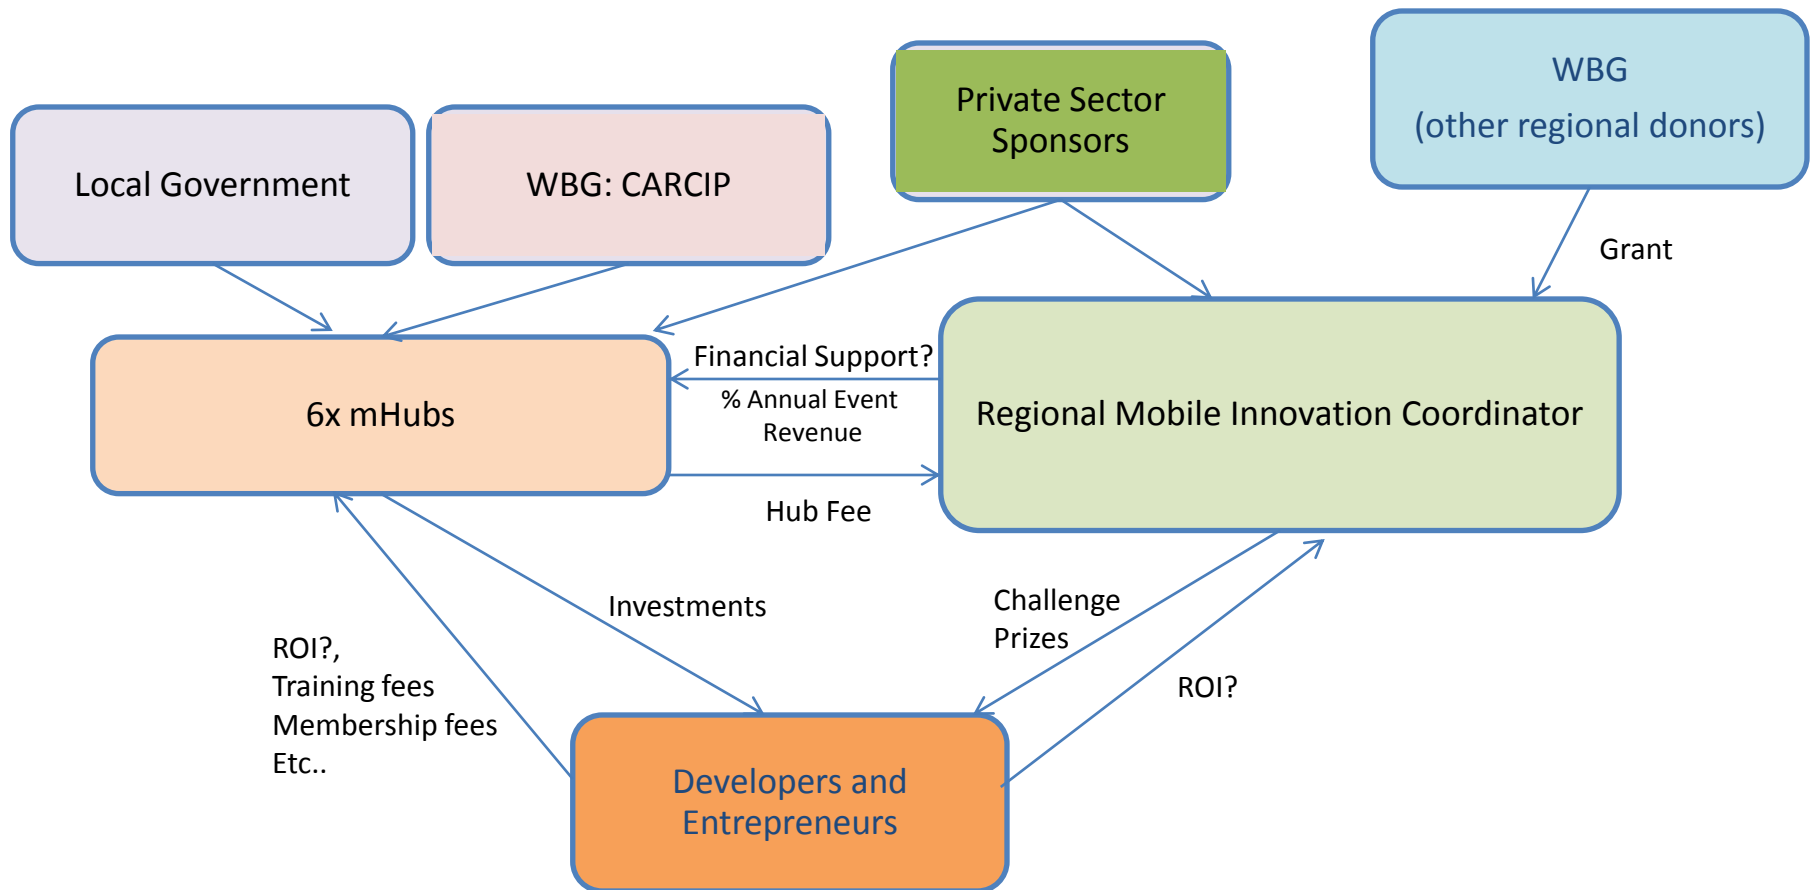 WBG
(other regional donors)
Private Sector
Sponsors
Local Government
WBG: CARCIP
Grant
Financial Support?
% Annual Event
Revenue
6x mHubs
Regional Mobile Innovation Coordinator
Hub Fee
Investments
Challenge
Prizes
ROI?,
Training fees
Membership fees
Etc..
ROI?
Developers and
Entrepreneurs